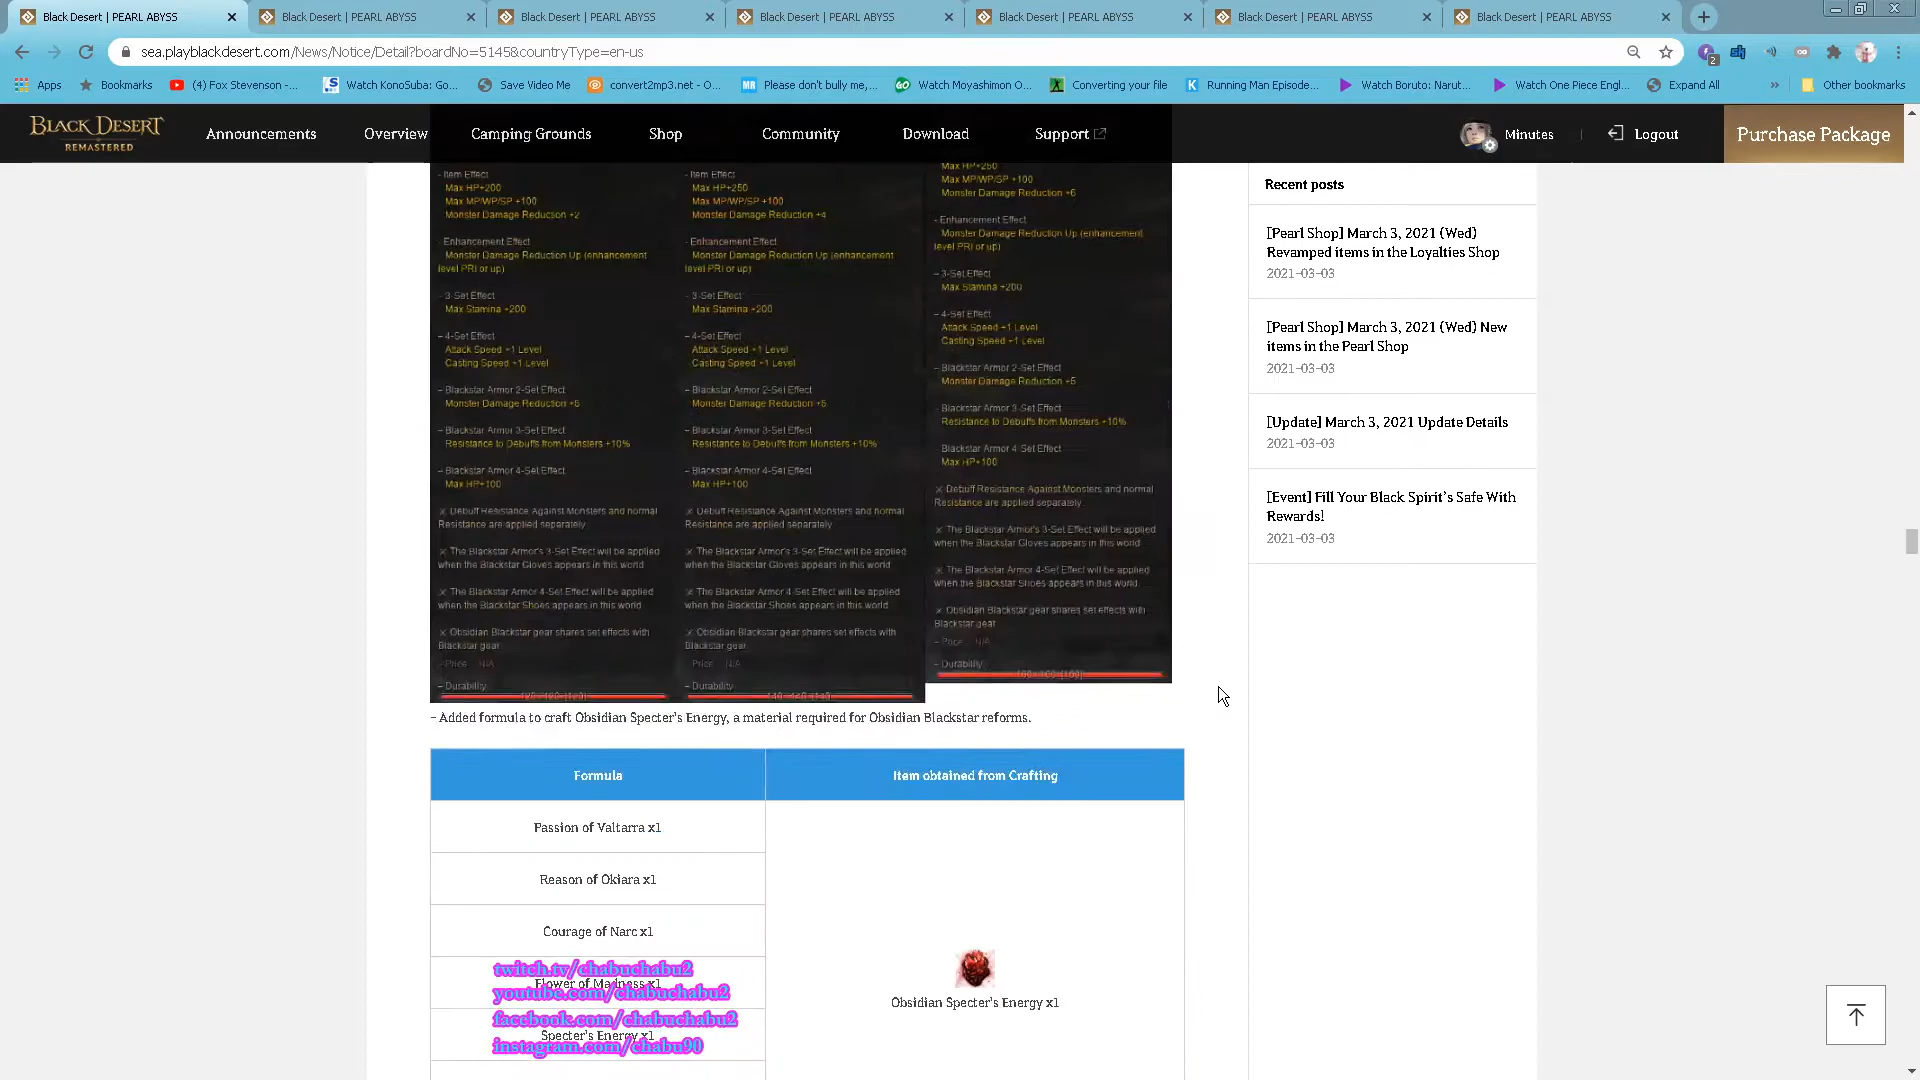 Black Desert | PEARL ABYSS
Black Desert | PEARL ABYSS
Black Desert | PEARL ABYSS
Black Desert | PEARL ABYSS
Black Desert | PEARL ABYSS
Black Desert | PEARL ABYSS
Black Desert | PEARL ABYSS
sea.playblackdesert.com/News/Notice/Detail?boardNo=5145&countryType=en-us
2
Apps
Bookmarks
(4) Fox Stevenson -...
Watch KonoSuba: Go...
Save Video Me
convert2mp3.net - O...
Please don't bully me,...
Watch Moyashimon O...
Converting your file
Running Man Episode...
Watch Boruto: Narut...
Watch One Piece Engl...
Expand All
»
Other bookmarks
BLACK DESERT
REMASTERED
Announcements
Overview
Camping Grounds
Shop
Community
Download
Support
Minutes
Logout
Purchase Package
- Item Effect
Max HP+200
Max MP/WP/SP +100
Monster Damage Reduction +2
- Enhancement Effect
Monster Damage Reduction Up (enhancement
level PRI or up)
- 3-Set Effect
Max Stamina +200
- 4-Set Effect
Attack Speed +1 Level
Casting Speed +1 Level
- Blackstar Armor 2-Set Effect
Monster Damage Reduction +5
- Blackstar Armor 3-Set Effect
Resistance to Debuffs from Monsters +10%
- Blackstar Armor 4-Set Effect
Max HP+100
※ Debuff Resistance Against Monsters and normal
Resistance are applied separately
※ The Blackstar Armor's 3-Set Effect will be applied
when the Blackstar Gloves appears in this world
※ The Blackstar Armor 4-Set Effect will be applied
when the Blackstar Shoes appears in this world
※ Obsidian Blackstar gear shares set effects with
Blackstar gear
- Price N/A
- Durability
- Item Effect
Max HP+250
Max MP/WP/SP +100
Monster Damage Reduction +4
- Enhancement Effect
Monster Damage Reduction Up (enhancement
level PRI or up)
- 3-Set Effect
Max Stamina +200
- 4-Set Effect
Attack Speed +1 Level
Casting Speed +1 Level
- Blackstar Armor 2-Set Effect
Monster Damage Reduction +5
- Blackstar Armor 3-Set Effect
Resistance to Debuffs from Monsters +10%
- Blackstar Armor 4-Set Effect
Max HP+100
※ Debuff Resistance Against Monsters and normal
Resistance are applied separately
※ The Blackstar Armor's 3-Set Effect will be applied
when the Blackstar Gloves appears in this world
※ The Blackstar Armor 4-Set Effect will be applied
when the Blackstar Shoes appears in this world
※ Obsidian Blackstar gear shares set effects with
Blackstar gear
Price N/A
- Durability
Max HP+250
Max MP/WP/SP +100
Monster Damage Reduction +6
- Enhancement Effect
Monster Damage Reduction Up (enhancement
level PRI or up)
- 3-Set Effect
Max Stamina +200
- 4-Set Effect
Attack Speed +1 Level
Casting Speed +1 Level
- Blackstar Armor 2-Set Effect
Monster Damage Reduction +5
Blackstar Armor 3-Set Effect
Resistance to Debuffs from Monsters +10%
Blackstar Armor 4-Set Effect
Max HP+100
※ Debuff Resistance Against Monsters and normal
Resistance are applied separately
※ The Blackstar Armor's 3-Set Effect will be applied
when the Blackstar Gloves appears in this world
※ The Blackstar Armor 4-Set Effect will be applied
when the Blackstar Shoes appears in this world
※ Obsidian Blackstar gear shares set effects with
Blackstar gear
- Price N/A
- Durability
- Added formula to craft Obsidian Specter's Energy, a material required for Obsidian Blackstar reforms.
Formula
Item obtained from Crafting
Passion of Valtarra x1
Reason of Okiara x1
Courage of Narc x1
Flower of Madness x1
Specter's Energy x1
Obsidian Specter's Energy x1
twitch.tv/chabuchabu2
youtube.com/chabuchabu2
facebook.com/chabuchabu2
instagram.com/chabu90
Recent posts
[Pearl Shop] March 3, 2021 (Wed)
Revamped items in the Loyalties Shop
2021-03-03
[Pearl Shop] March 3, 2021 (Wed) New
items in the Pearl Shop
2021-03-03
[Update] March 3, 2021 Update Details
2021-03-03
[Event] Fill Your Black Spirit's Safe With
Rewards!
2021-03-03